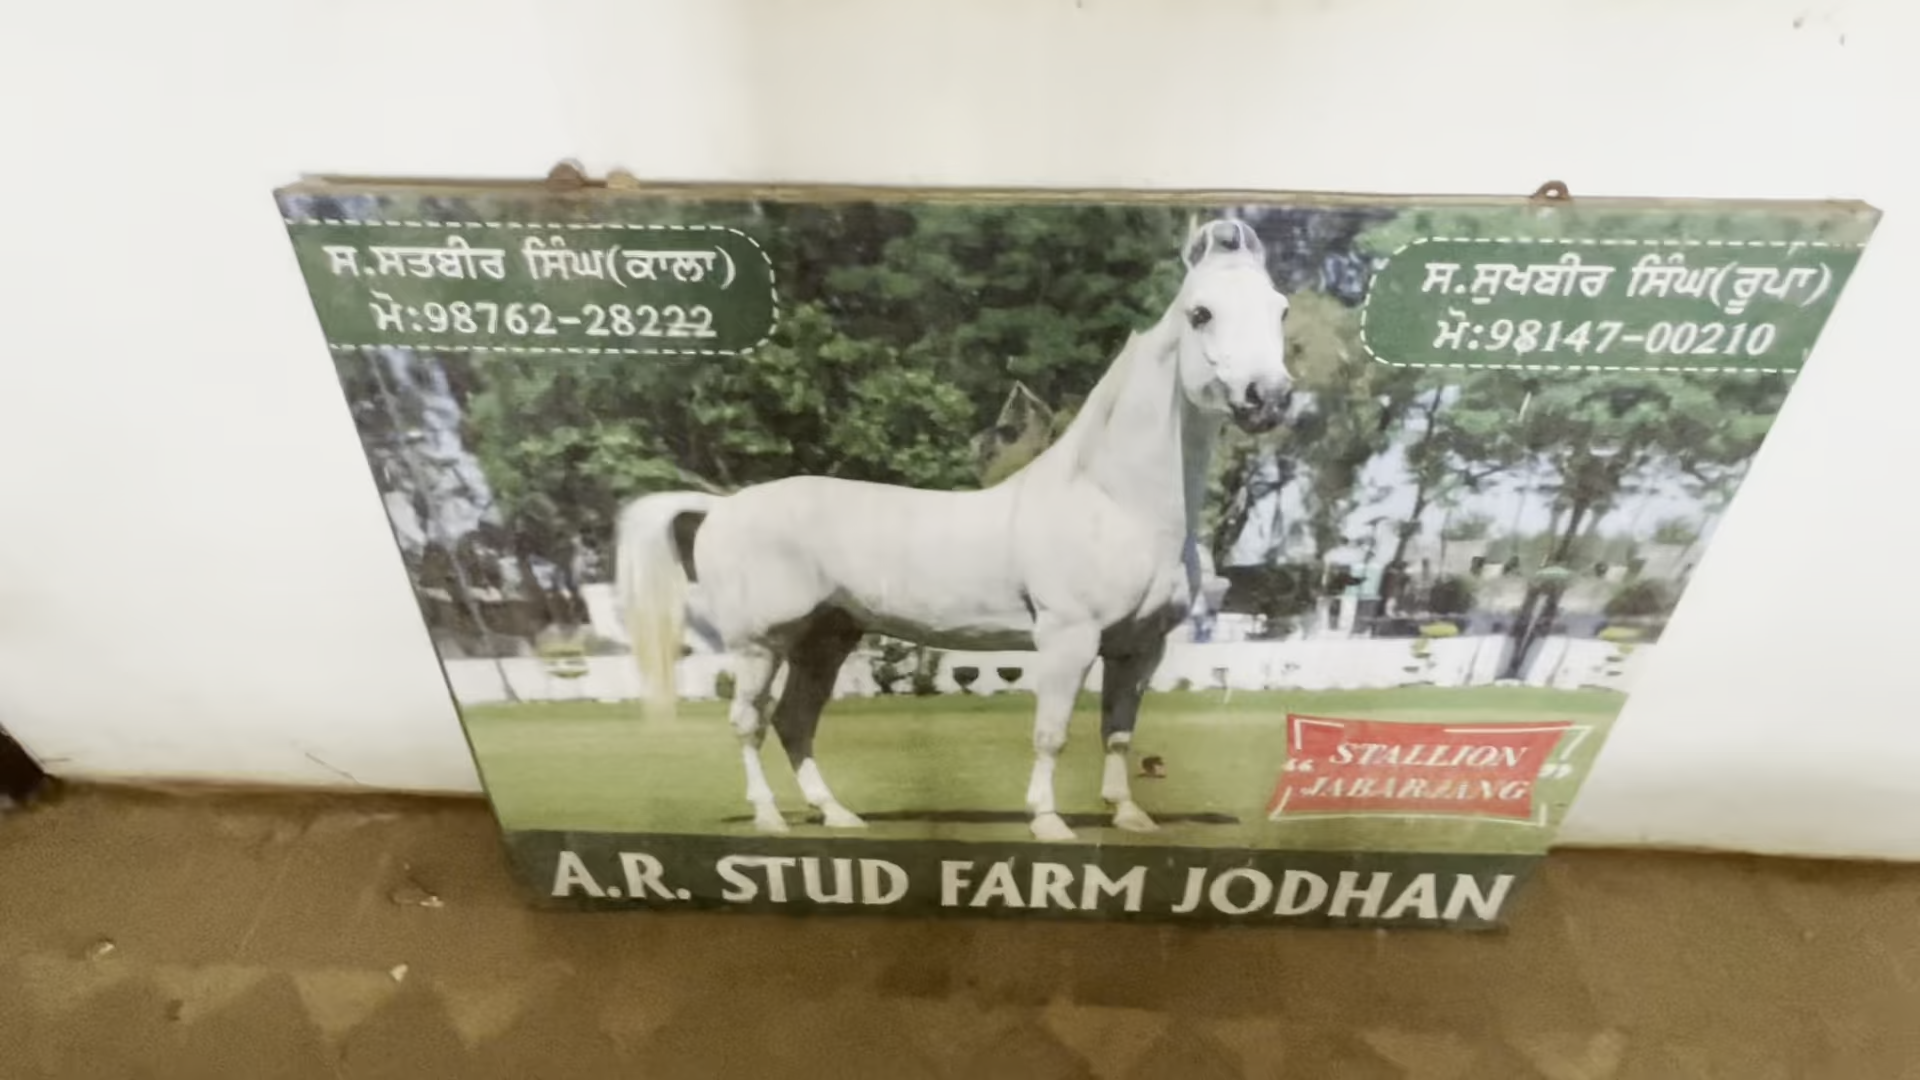 ਸ.ਸਤਬੀਰ ਸਿੰਘ(ਕਾਲਾ)
ਮੋ:98762-28222
ਸ.ਸੁਖਬੀਰ ਸਿੰਘ(ਰੂਪਾ)
ਮੋ:98147-00210
“ STALLION
JABARJANG ”
A.R. STUD FARM JODHAN